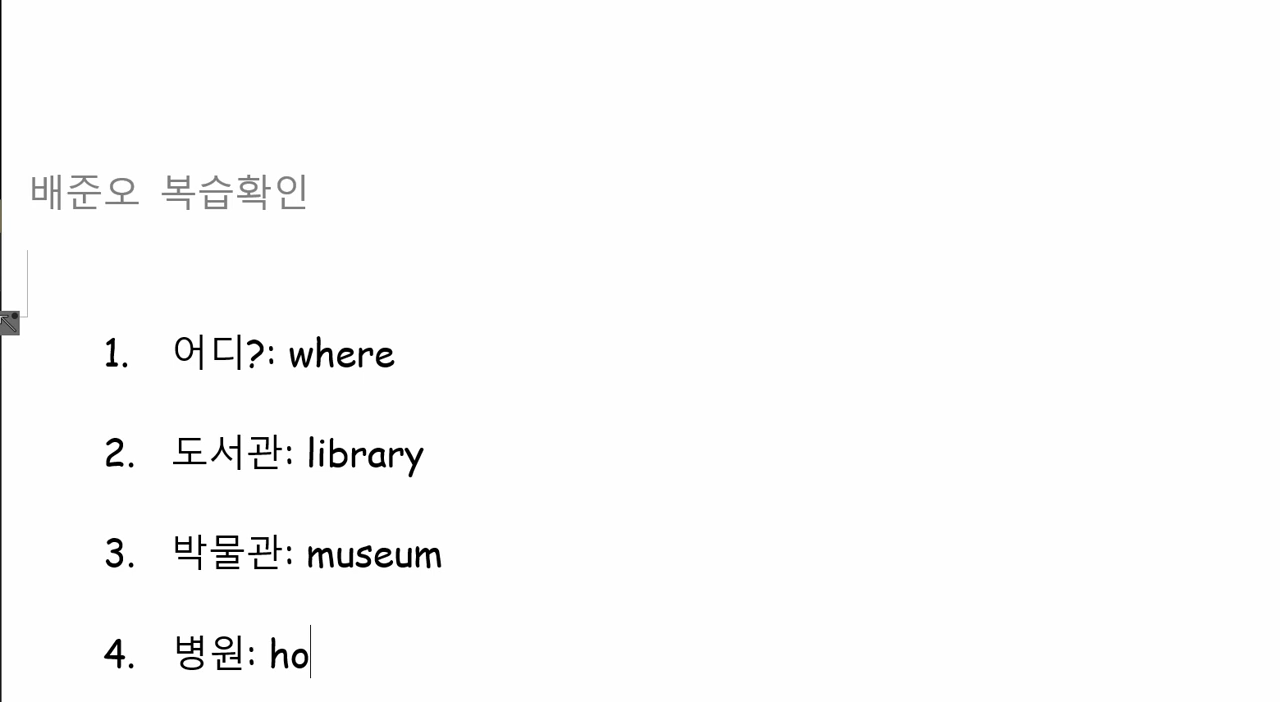 배준오 복습확인
1. 어디?: where
2. 도서관: library
3. 박물관: museum
4. 병원: ho